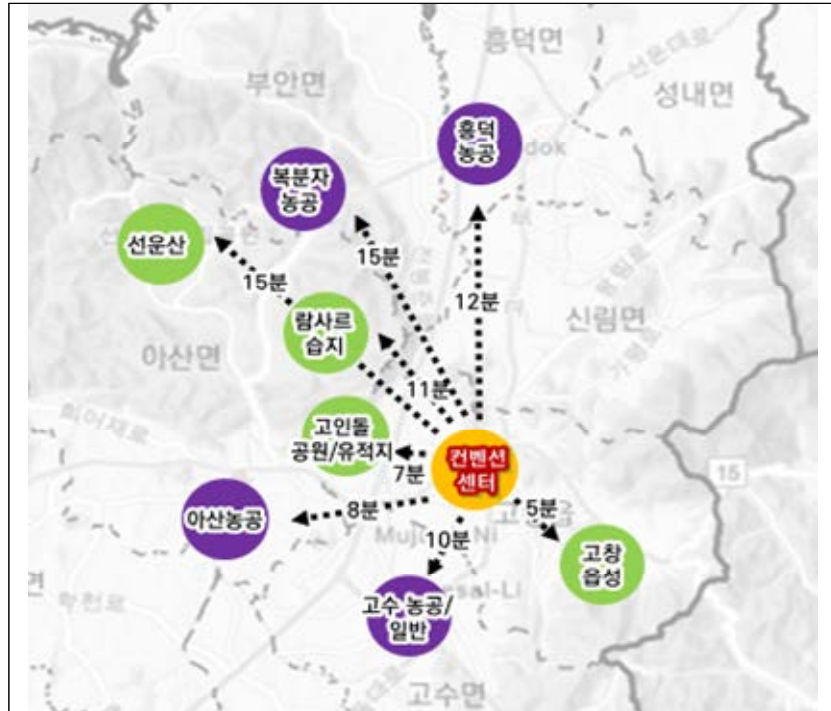 흥덕면
부안면
성내면
흥덕
농공
dok
복분자
농공
선운산
15분
15분
12분
람사르
습지
신림면
아산면
11분
고인돌
공원/유적지
7분
컨벤션
센터
15
아산농공
8분
5분
10분
고창
읍성
고수 농공/
일반
고수면